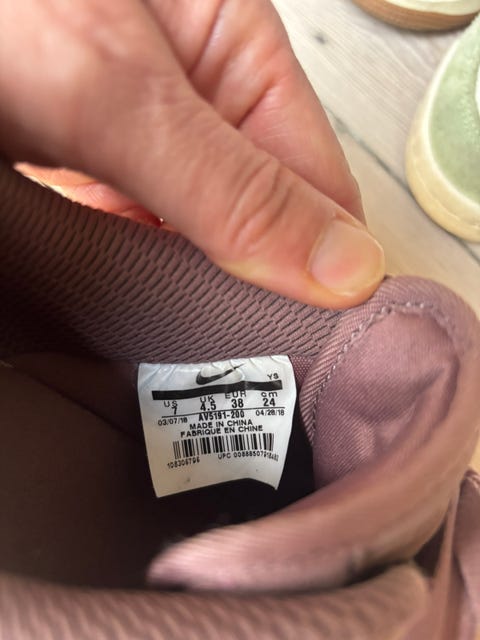 YS
US UK EUR cm
7 4.5 38 24
03/07/18 AV5191-200 04/28/18
MADE IN CHINA
FABRIQUE EN CHINE
UPC